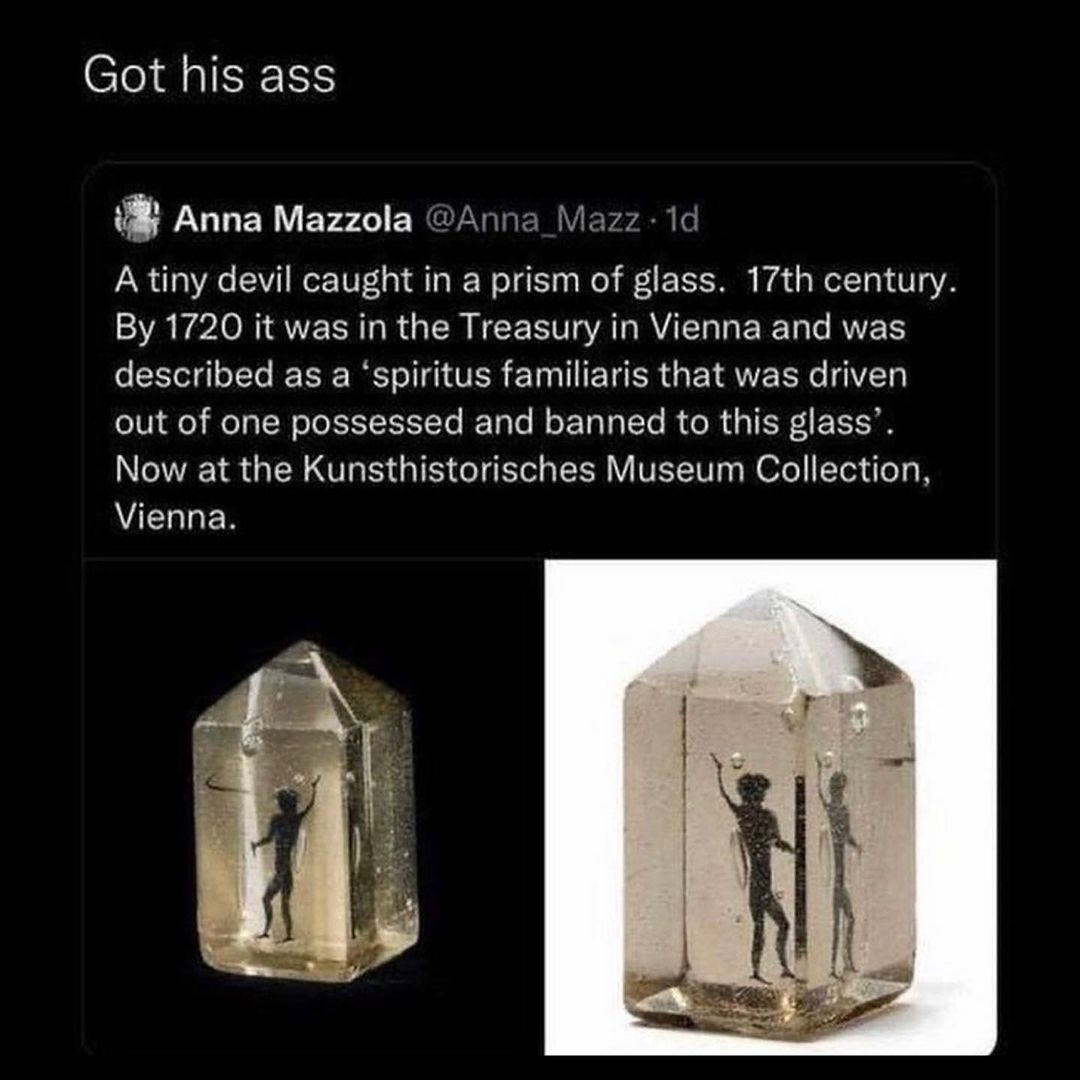 Got his ass
Anna Mazzola @Anna_Mazz · 1d
A tiny devil caught in a prism of glass.  17th century.
By 1720 it was in the Treasury in Vienna and was
described as a ‘spiritus familiaris that was driven
out of one possessed and banned to this glass’.
Now at the Kunsthistorisches Museum Collection,
Vienna.